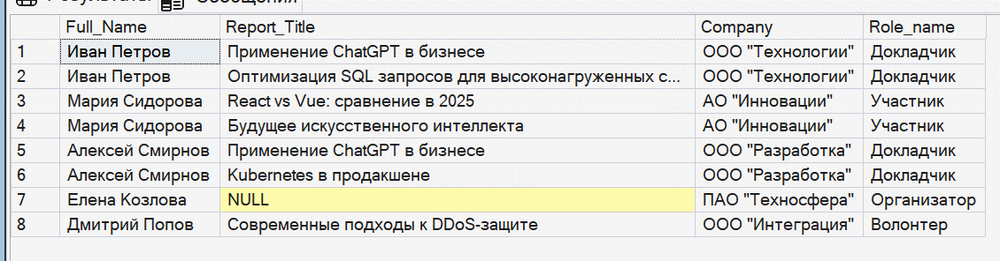 Результаты Сообщения
Full_Name Report_Title Company Role_name
1 Иван Петров Применение ChatGPT в бизнесе ООО "Технологии" Докладчик
2 Иван Петров Оптимизация SQL запросов для высоконагруженных с... ООО "Технологии" Докладчик
3 Мария Сидорова React vs Vue: сравнение в 2025 АО "Инновации" Участник
4 Мария Сидорова Будущее искусственного интеллекта АО "Инновации" Участник
5 Алексей Смирнов Применение ChatGPT в бизнесе ООО "Разработка" Докладчик
6 Алексей Смирнов Kubernetes в продакшене ООО "Разработка" Докладчик
7 Елена Козлова NULL ПАО "Техносфера" Организатор
8 Дмитрий Попов Современные подходы к DDoS-защите ООО "Интеграция" Волонтер